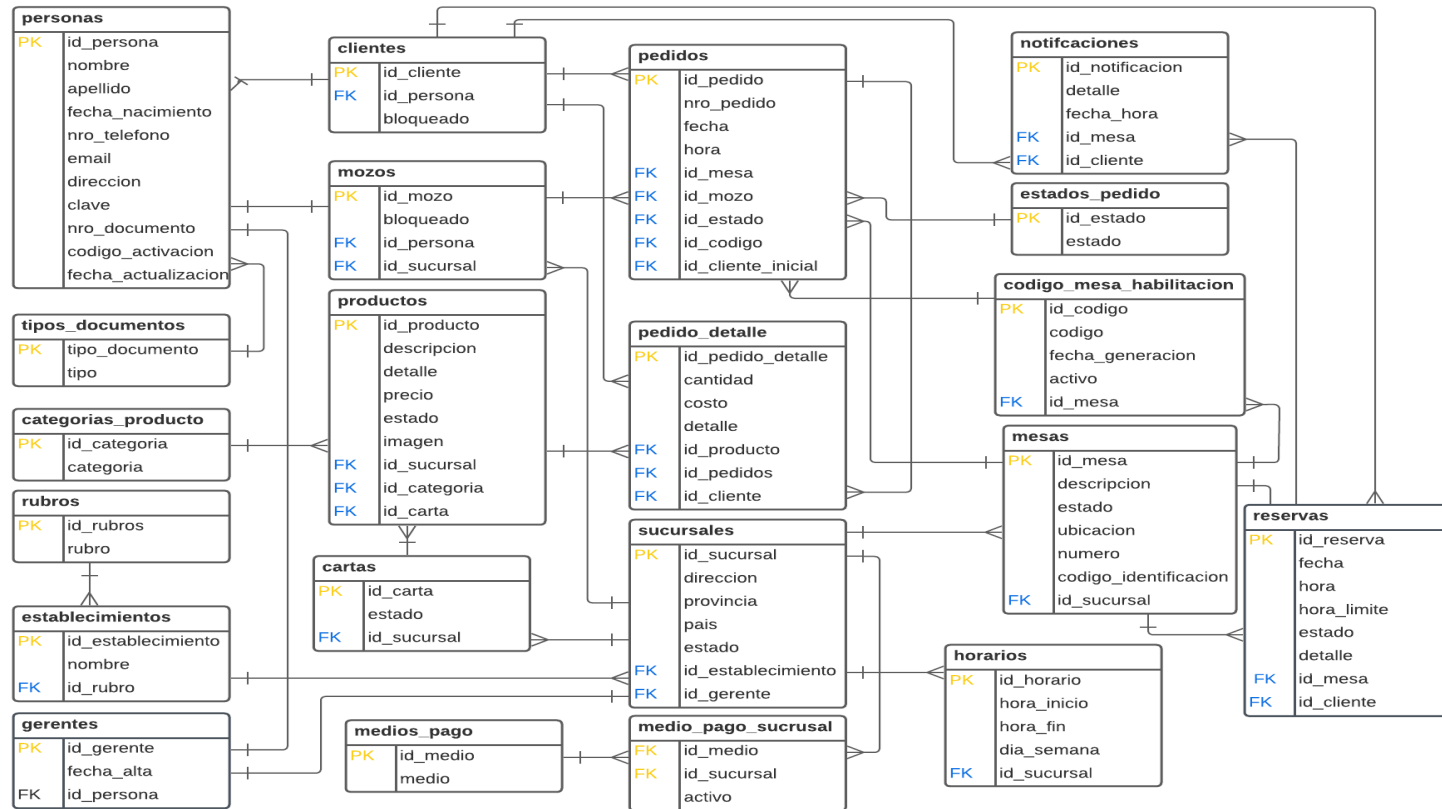 personas
PK id_persona
nombre
apellido
fecha_nacimiento
nro_telefono
email
direccion
clave
nro_documento
codigo_activacion
fecha_actualizacion
tipos_documentos
PK tipo_documento
tipo
categorias_producto
PK id_categoria
categoria
rubros
PK id_rubros
rubro
establecimientos
PK id_establecimiento
nombre
FK id_rubro
gerentes
PK id_gerente
fecha_alta
FK id_persona
clientes
PK id_cliente
FK id_persona
bloqueado
mozos
PK id_mozo
bloqueado
FK id_persona
FK id_sucursal
productos
PK id_producto
descripcion
detalle
precio
estado
imagen
FK id_sucursal
FK id_categoria
FK id_carta
cartas
PK id_carta
estado
FK id_sucursal
medios_pago
PK id_medio
medio
pedidos
PK id_pedido
nro_pedido
fecha
hora
FK id_mesa
FK id_mozo
FK id_estado
FK id_codigo
FK id_cliente_inicial
pedido_detalle
PK id_pedido_detalle
cantidad
costo
detalle
FK id_producto
FK id_pedidos
FK id_cliente
sucursales
PK id_sucursal
direccion
provincia
pais
estado
FK id_establecimiento
FK id_gerente
medio_pago_sucrusal
FK id_medio
FK id_sucursal
activo
notifcaciones
PK id_notificacion
detalle
fecha_hora
FK id_mesa
FK id_cliente
estados_pedido
PK id_estado
estado
codigo_mesa_habilitacion
PK id_codigo
codigo
fecha_generacion
activo
FK id_mesa
mesas
PK id_mesa
descripcion
estado
ubicacion
numero
codigo_identificacion
FK id_sucursal
reservas
PK id_reserva
fecha
hora
hora_limite
estado
detalle
FK id_mesa
FK id_cliente
horarios
PK id_horario
hora_inicio
hora_fin
dia_semana
FK id_sucursal